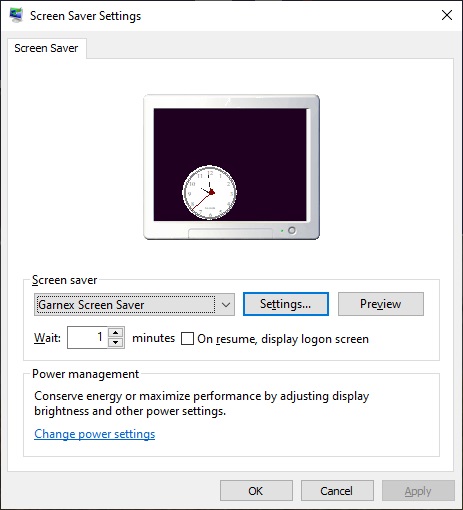 Screen Saver Settings
Screen Saver
Screen saver
Garnex Screen Saver
Settings...
Preview
Wait: 1 minutes
On resume, display logon screen
Power management
Conserve energy or maximize performance by adjusting display
brightness and other power settings.
Change power settings
OK
Cancel
Apply